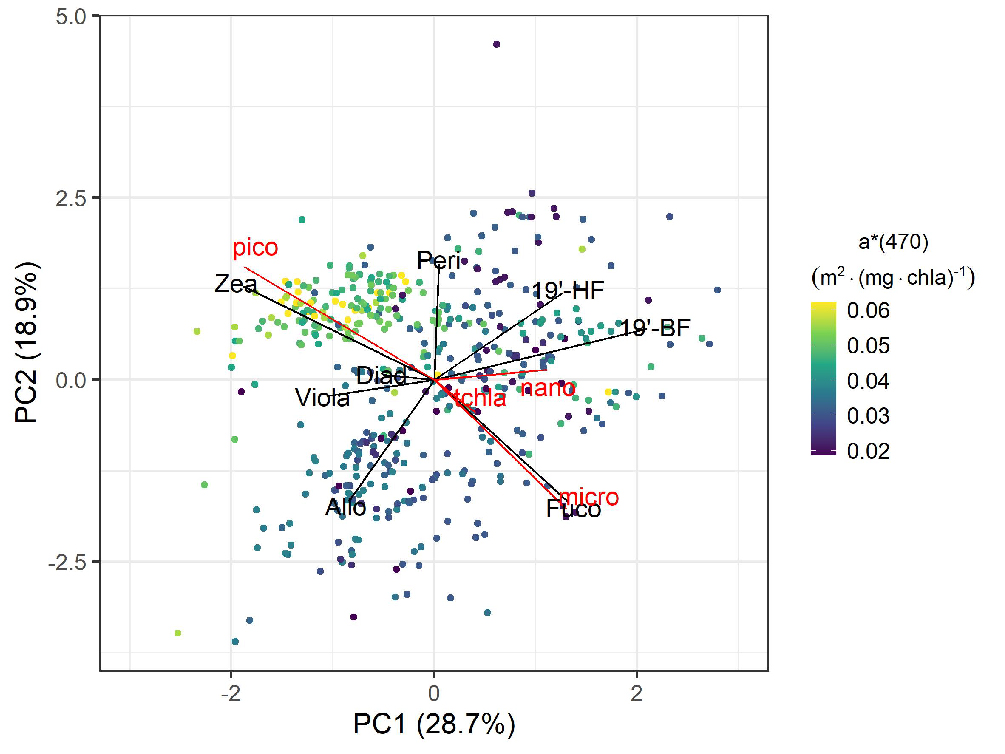 5.0
2.5
0.0
-2.5
PC2 (18.9%)
pico
Zea
Peri
19'-HF
19'-BF
Diad
Viola
tchla
nano
Allo
micro
Fuco
-2
0
2
PC1 (28.7%)
a*(470)
(m²·(mg·chla)⁻¹)
0.06
0.05
0.04
0.03
0.02